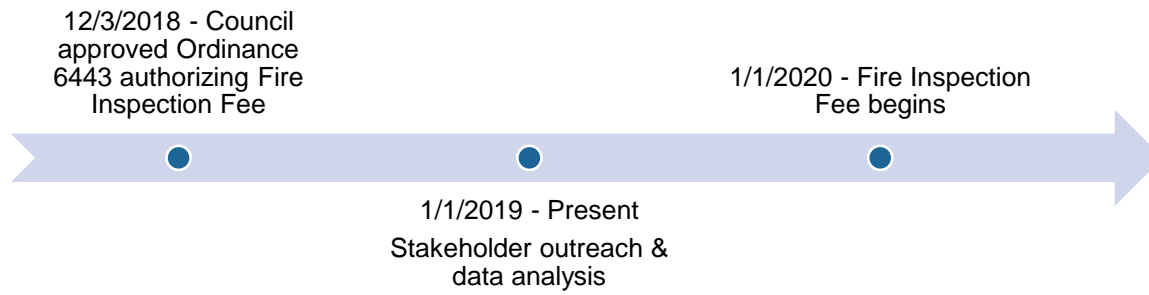 12/3/2018 - Council
approved Ordinance
6443 authorizing Fire
Inspection Fee
1/1/2019 - Present
Stakeholder outreach &
data analysis
1/1/2020 - Fire Inspection
Fee begins